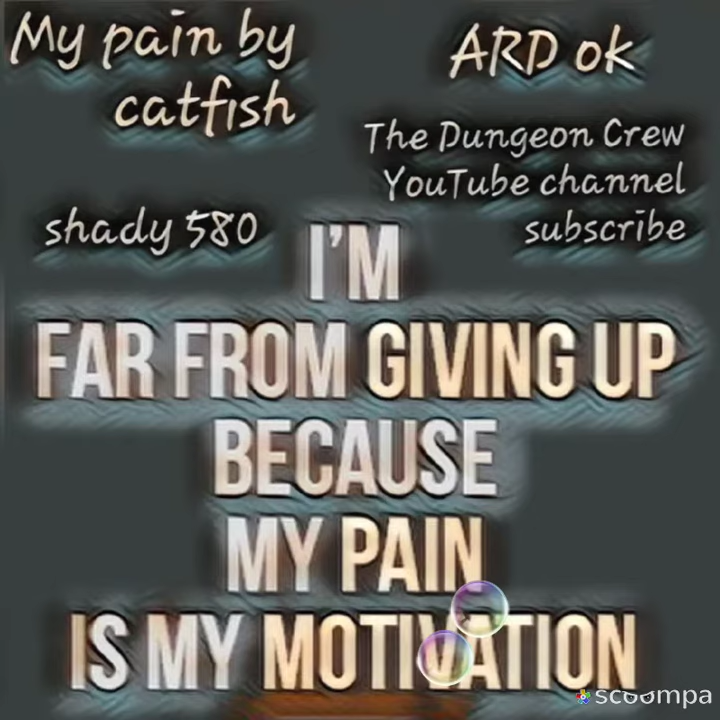 My pain by
catfish
ARD ok
The Dungeon Crew
YouTube channel
subscribe
shady 580
I'M
FAR FROM GIVING UP
BECAUSE
MY PAIN
IS MY MOTIVATION
scoompa